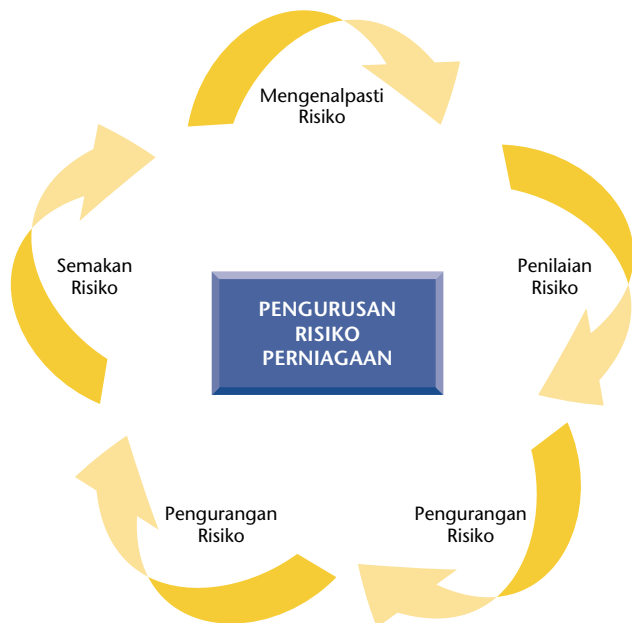 Mengenalpasti
Risiko
Penilaian
Risiko
Pengurangan
Risiko
Pengurangan
Risiko
Semakan
Risiko
PENGURUSAN
RISIKO
PERNIAGAAN